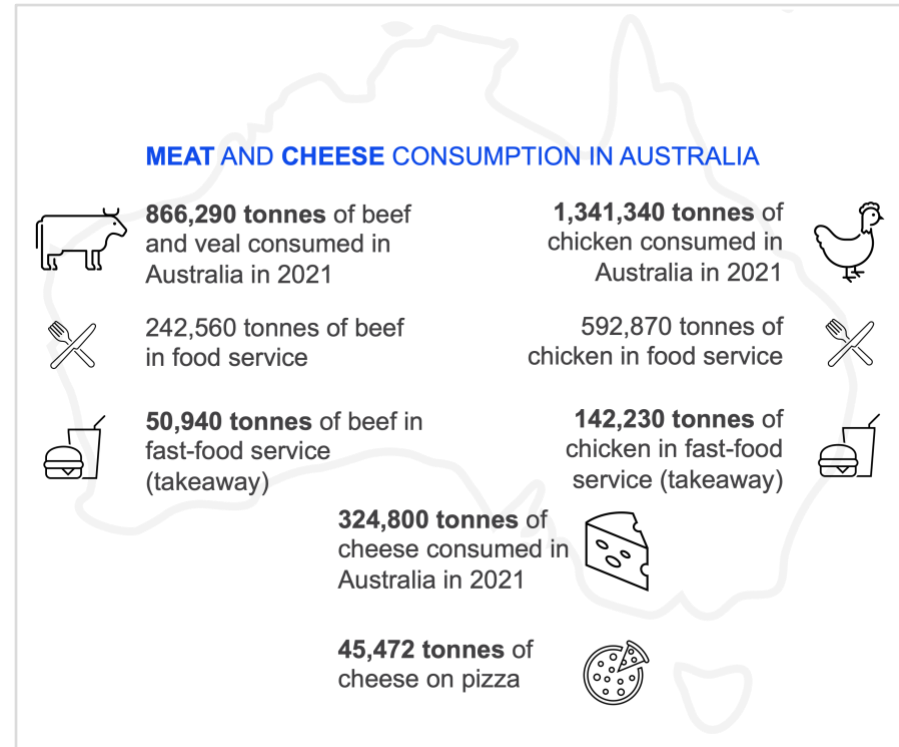 MEAT AND CHEESE CONSUMPTION IN AUSTRALIA
866,290 tonnes of beef
and veal consumed in
Australia in 2021
1,341,340 tonnes of
chicken consumed in
Australia in 2021
242,560 tonnes of beef
in food service
592,870 tonnes of
chicken in food service
50,940 tonnes of beef in
fast-food service
(takeaway)
142,230 tonnes of
chicken in fast-food
service (takeaway)
324,800 tonnes of
cheese consumed in
Australia in 2021
45,472 tonnes of
cheese on pizza